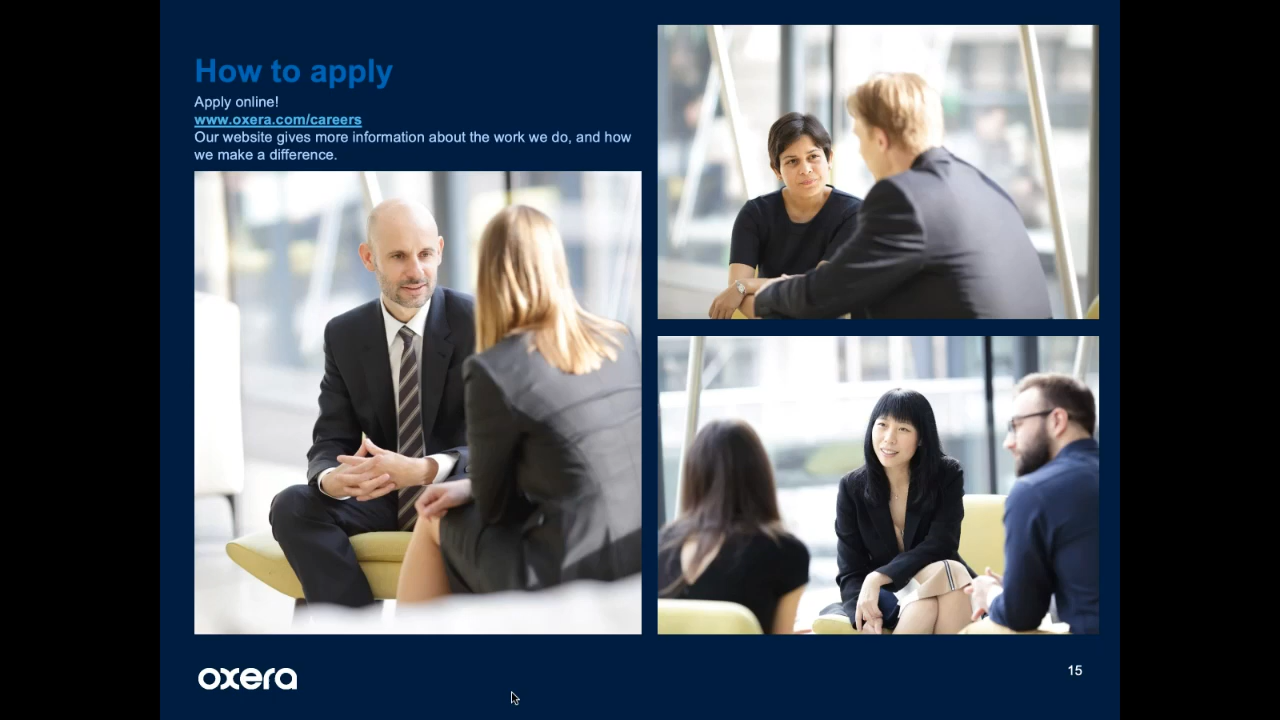 How to apply
Apply online!
www.oxera.com/careers
Our website gives more information about the work we do, and how
we make a difference.
oxera
15